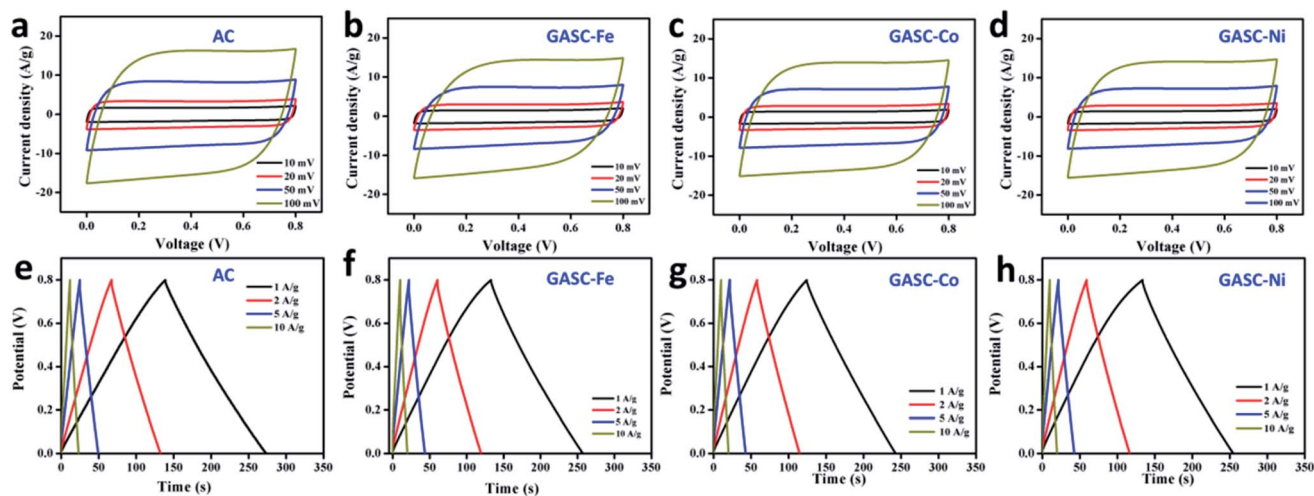 a
AC
Current density (A/g)
20
10
0
-10
-20
10 mV
20 mV
50 mV
100 mV
0.0 0.2 0.4 0.6 0.8
Voltage (V)
b
GASC-Fe
Current density (A/g)
20
10
0
-10
-20
10 mV
20 mV
50 mV
100 mV
0.0 0.2 0.4 0.6 0.8
Voltage (V)
c
GASC-Co
Current density (A/g)
20
10
0
-10
-20
10 mV
20 mV
50 mV
100 mV
0.0 0.2 0.4 0.6 0.8
Voltage (V)
d
GASC-Ni
Current density (A/g)
20
10
0
-10
-20
10 mV
20 mV
50 mV
100 mV
0.0 0.2 0.4 0.6 0.8
Voltage (V)
e
AC
Potential (V)
0.8
0.6
0.4
0.2
0.0
1 A/g
2 A/g
5 A/g
10 A/g
0 50 100 150 200 250 300 350
Time (s)
f
GASC-Fe
Potential (V)
0.8
0.6
0.4
0.2
0.0
1 A/g
2 A/g
5 A/g
10 A/g
0 50 100 150 200 250 300 350
Time (s)
g
GASC-Co
Potential (V)
0.8
0.6
0.4
0.2
0.0
1 A/g
2 A/g
5 A/g
10 A/g
0 50 100 150 200 250 300 350
Time (s)
h
GASC-Ni
Potential (V)
0.8
0.6
0.4
0.2
0.0
1 A/g
2 A/g
5 A/g
10 A/g
0 50 100 150 200 250 300 350
Time (s)